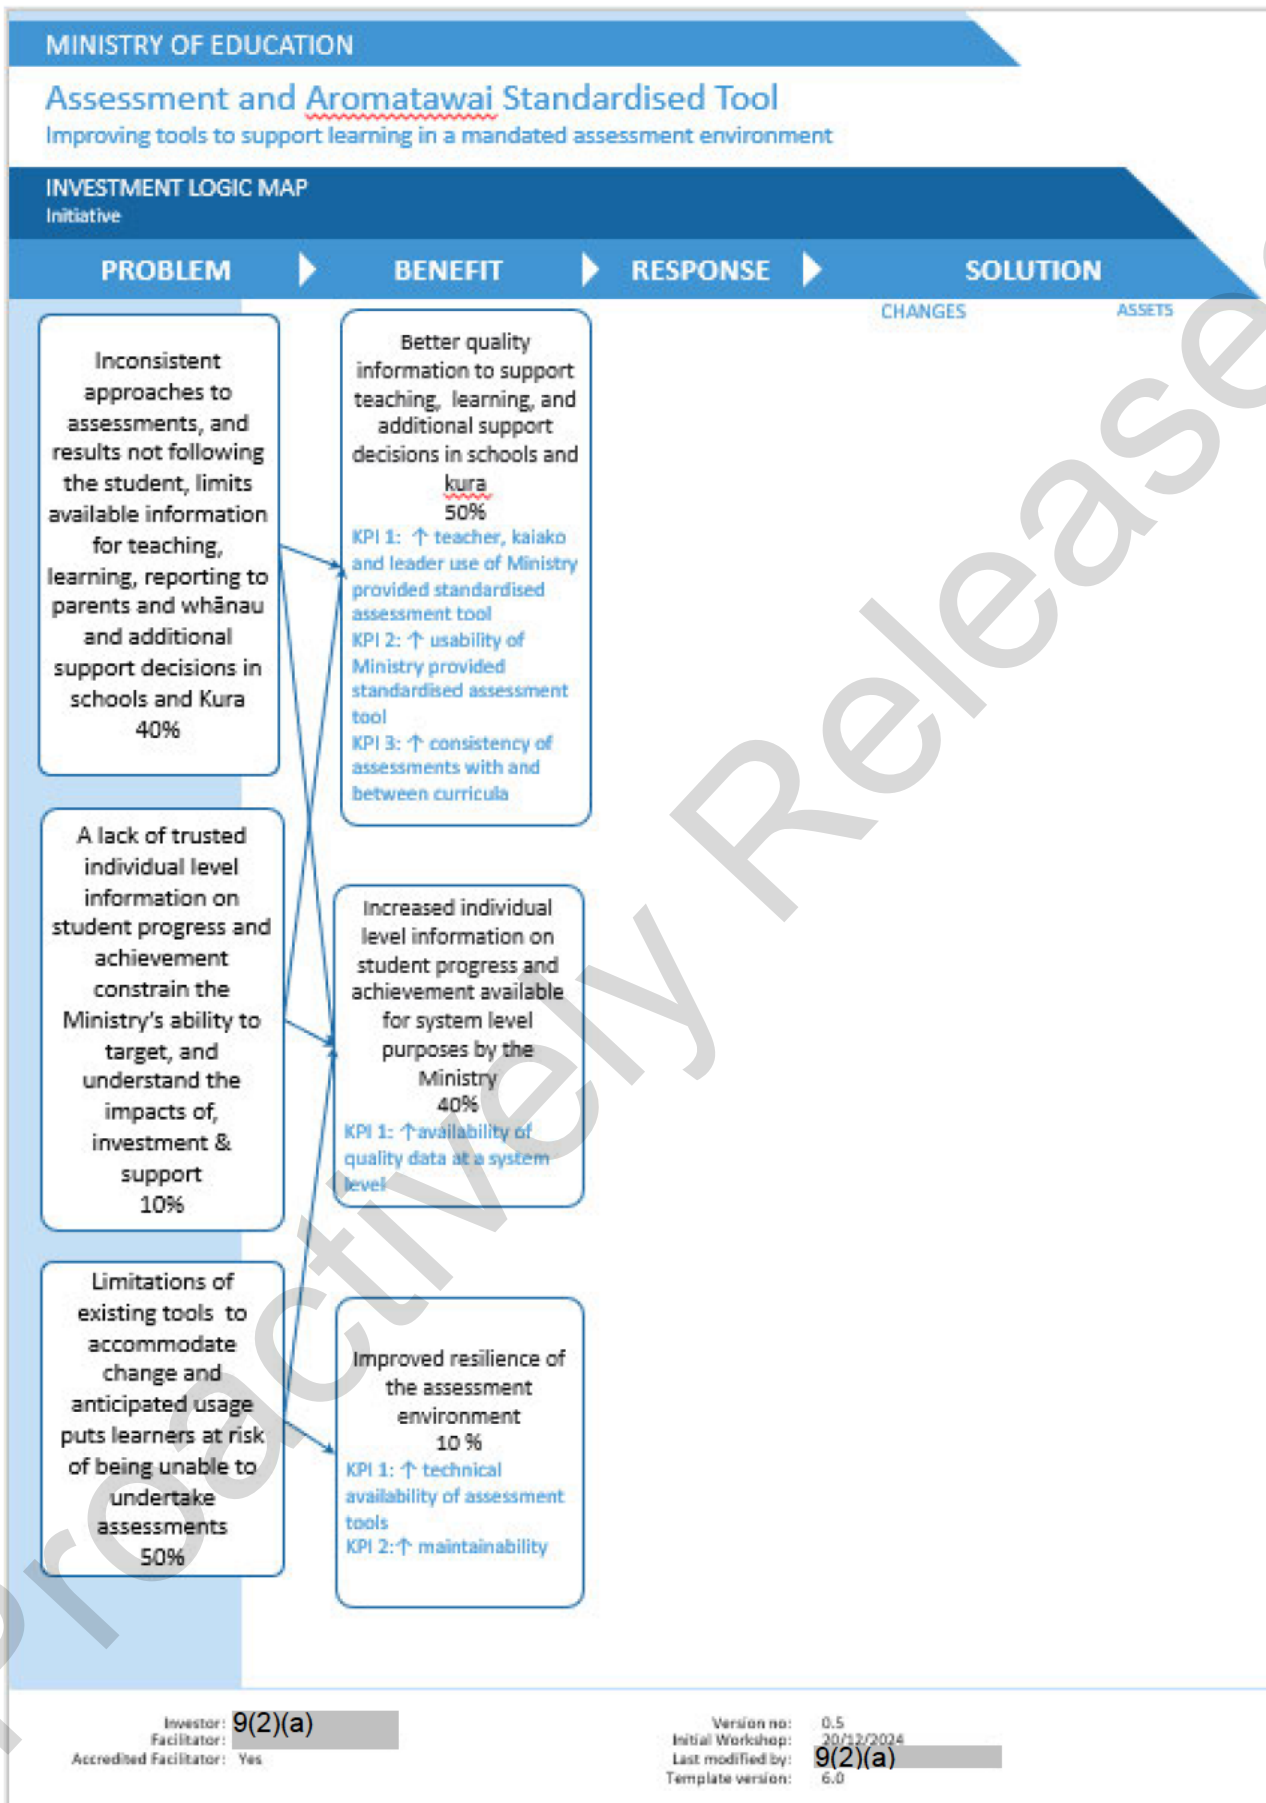 MINISTRY OF EDUCATION
Assessment and Aromatawai Standardised Tool
Improving tools to support learning in a mandated assessment environment
INVESTMENT LOGIC MAP
Initiative
PROBLEM
BENEFIT
RESPONSE
SOLUTION
CHANGES
ASSETS
Inconsistent
approaches to
assessments, and
results not following
the student, limits
available information
for teaching,
learning, reporting to
parents and whānau
and additional
support decisions in
schools and Kura
40%
A lack of trusted
individual level
information on
student progress and
achievement
constrain the
Ministry's ability to
target, and
understand the
impacts of,
investment &
support
10%
Limitations of
existing tools to
accommodate
change and
anticipated usage
puts learners at risk
of being unable to
undertake
assessments
50%
Better quality
information to support
teaching, learning, and
additional support
decisions in schools and
kura
50%
KPI 1: ↑ teacher, kaiako
and leader use of Ministry
provided standardised
assessment tool
KPI 2: ↑ usability of
Ministry provided
standardised assessment
tool
KPI 3: ↑ consistency of
assessments with and
between curricula
Increased individual
level information on
student progress and
achievement available
for system level
purposes by the
Ministry
40%
KPI 1: ↑availability of
quality data at a system
level
Improved resilience of
the assessment
environment
10 %
KPI 1: ↑ technical
availability of assessment
tools
KPI 2:↑ maintainability
Investor: 9(2)(a)
Facilitator:
Accredited Facilitator: Yes
Version no: 0.5
Initial Workshop: 20/12/2024
Last modified by: 9(2)(a)
Template version: 6.0
Proactively Release